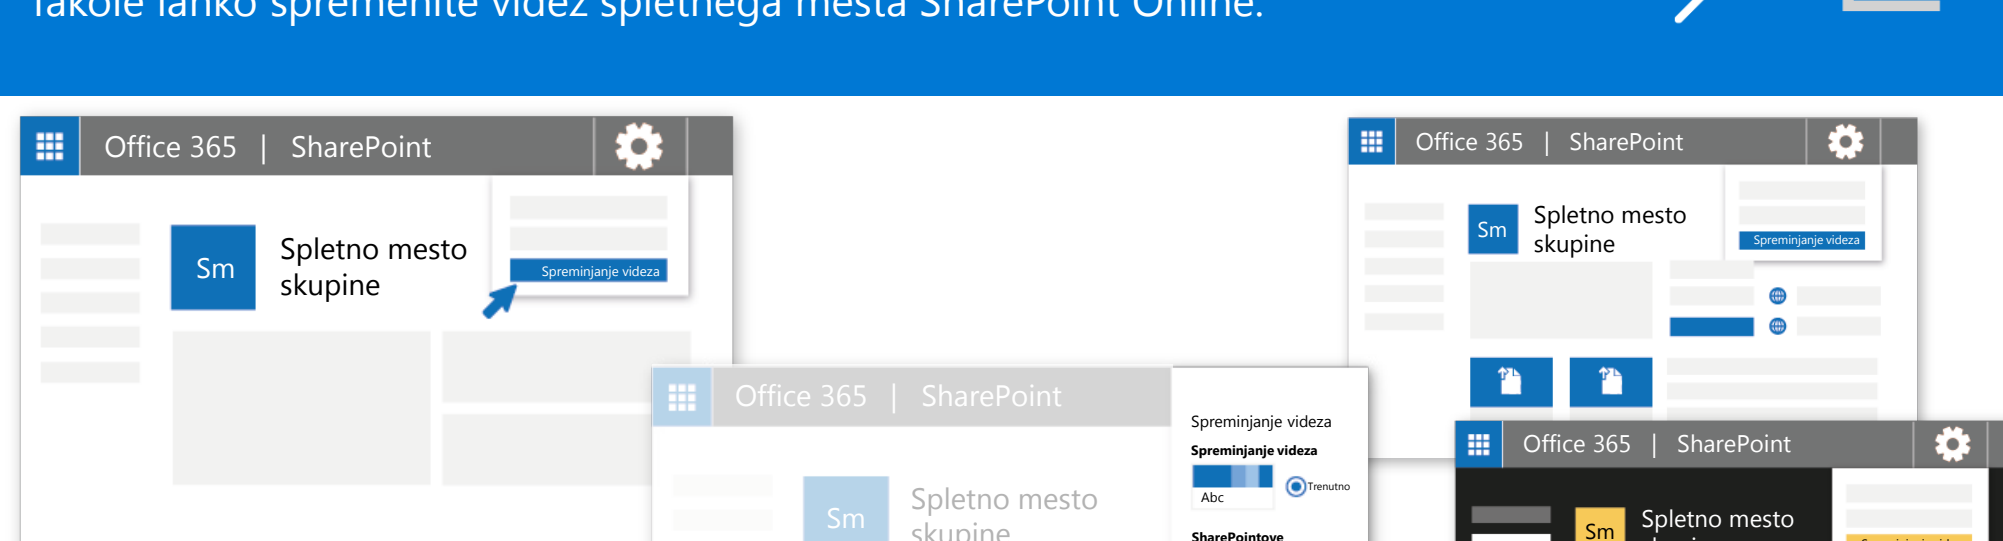 Takole lahko spremenite videz spletnega mesta SharePoint Online.
Office 365 | SharePoint
Sm
Spletno mesto
skupine
Spreminjanje videza
Office 365 | SharePoint
Sm
Spletno mesto
skupine
Spreminjanje videza
Spreminjanje videza
Abc
Trenutno
SharePointove
Office 365 | SharePoint
Sm
Spletno mesto
skupine
Spreminjanje videza
Office 365 | SharePoint
Sm
Spletno mesto